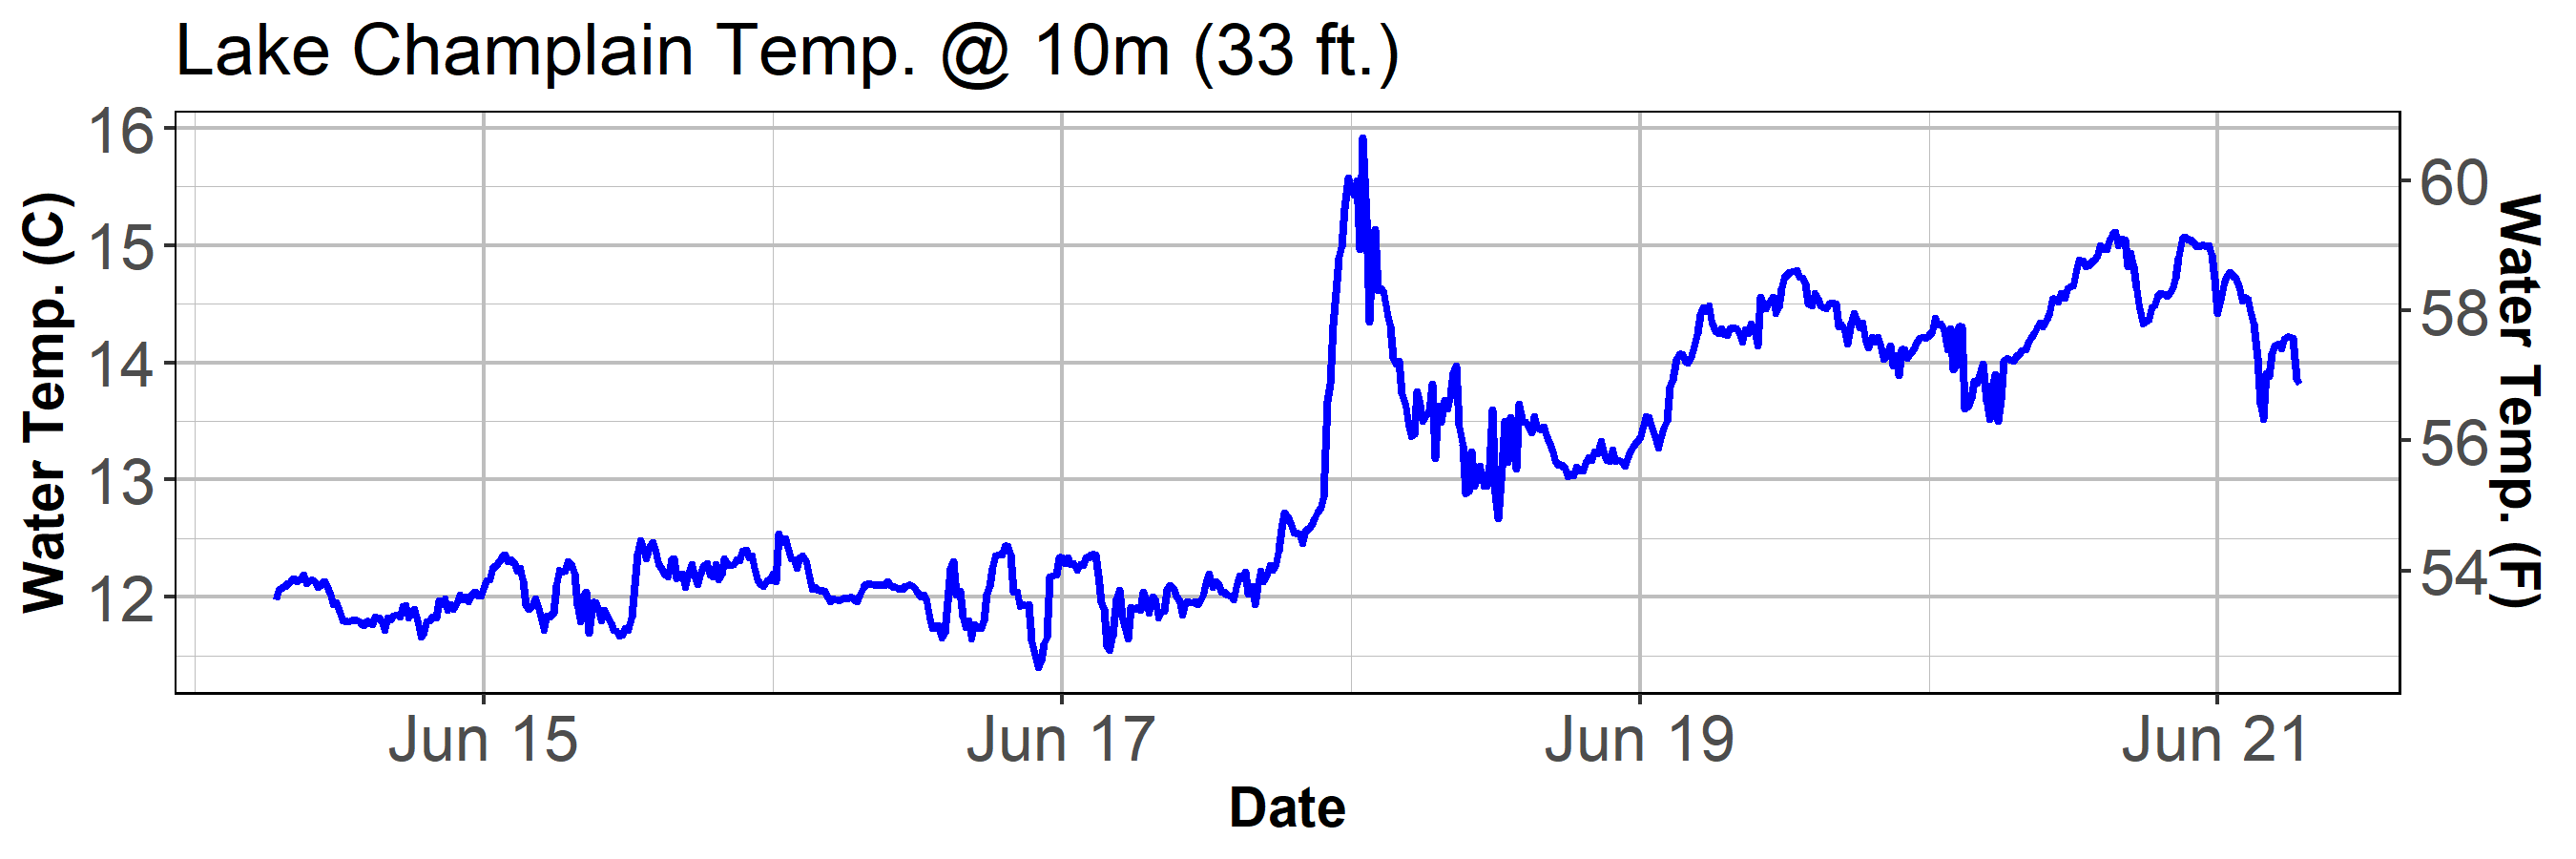 Lake Champlain Temp. @ 10m (33 ft.)
Water Temp. (C)
16
15
14
13
12
60
58
56
54
Water Temp. (F)
Jun 15
Jun 17
Jun 19
Jun 21
Date